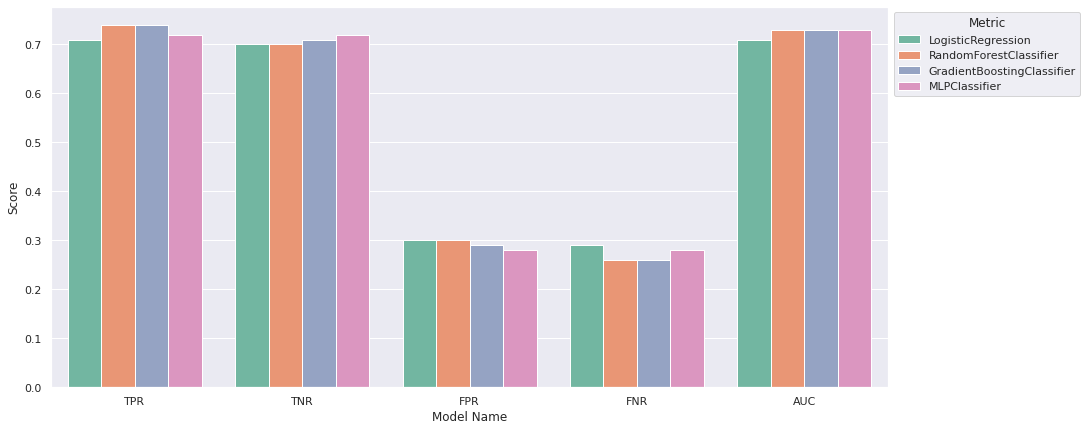 Metric
LogisticRegression
RandomForestClassifier
GradientBoostingClassifier
MLPClassifier
Score
0.7
0.6
0.5
0.4
0.3
0.2
0.1
0.0
TPR
TNR
FPR
FNR
AUC
Model Name